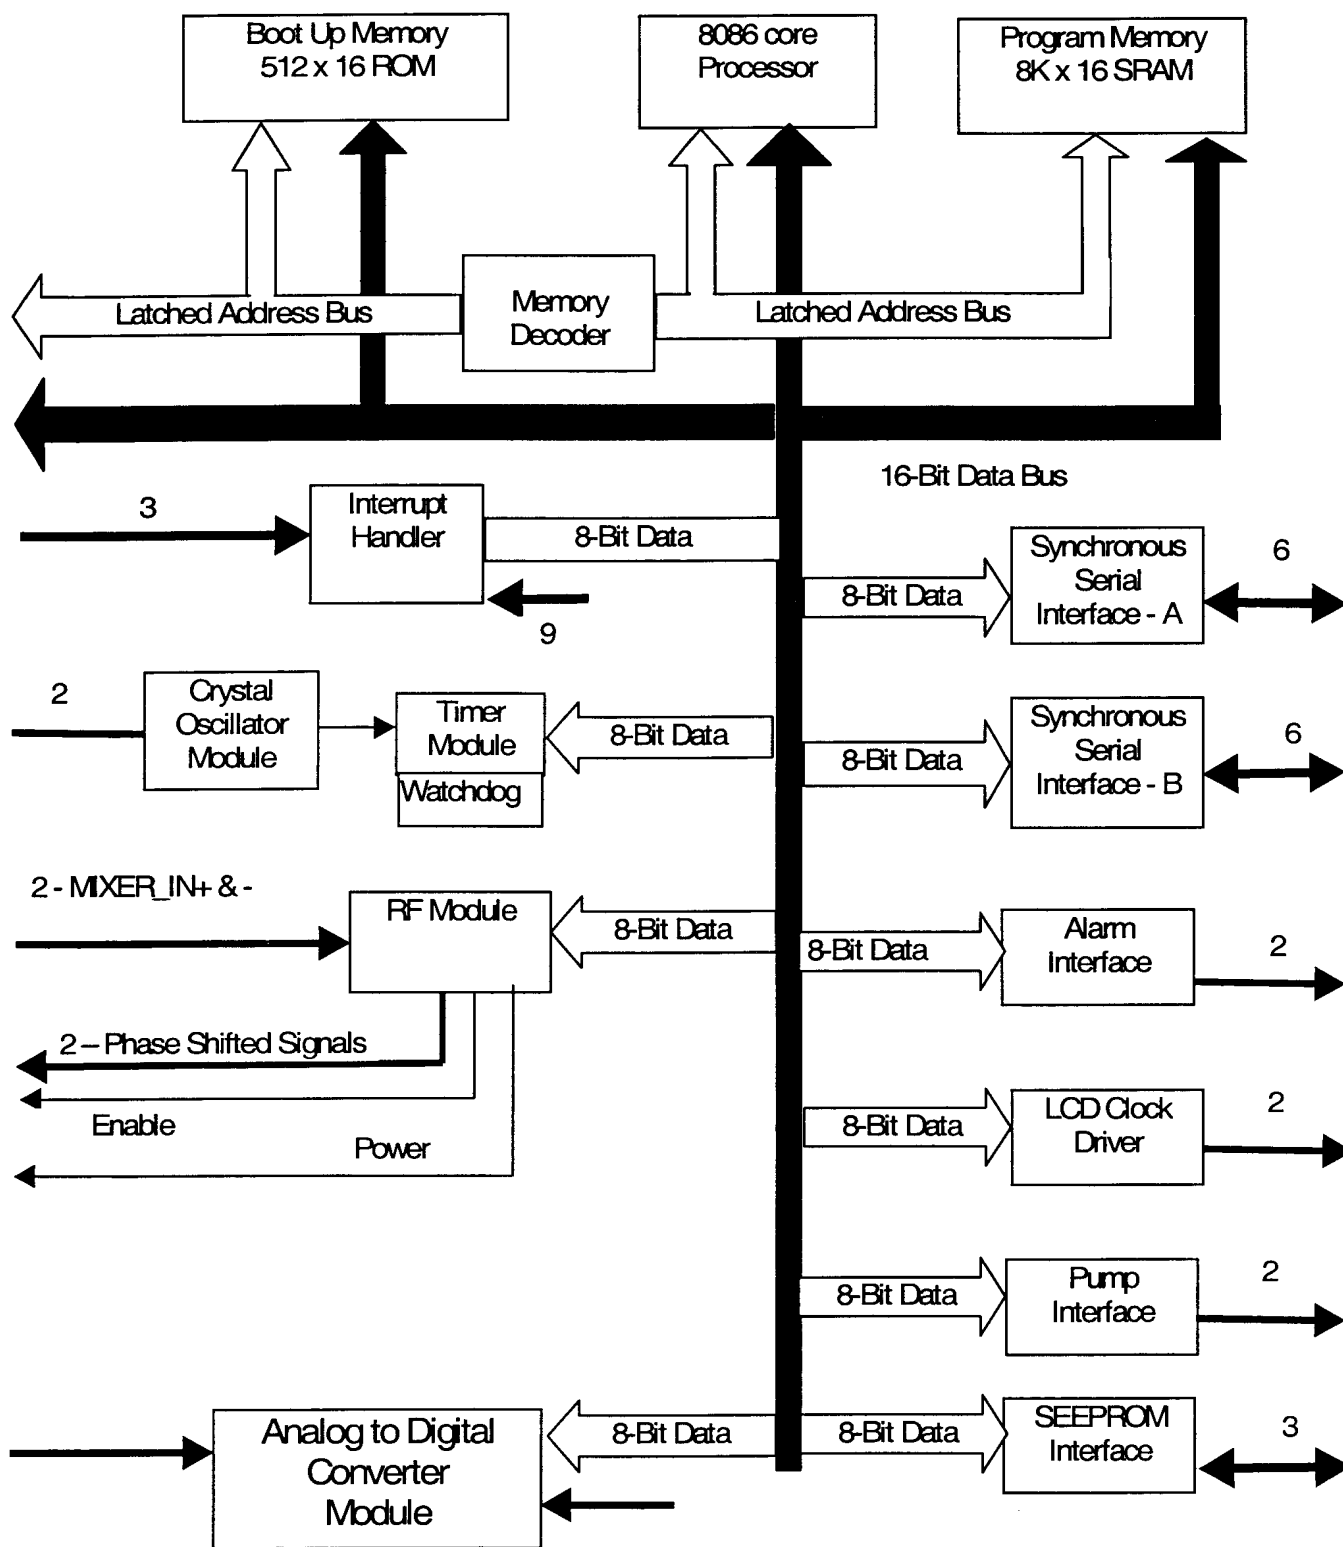 Boot Up Memory
512 x 16 ROM
8086 core
Processor
Program Memory
8K x 16 SRAM
Latched Address Bus
Memory
Decoder
Latched Address Bus
16-Bit Data Bus
3
Interrupt
Handler
8-Bit Data
9
8-Bit Data
Synchronous
Serial
Interface - A
6
2
Crystal
Oscillator
Module
Timer
Module
Watchdog
8-Bit Data
8-Bit Data
Synchronous
Serial
Interface - B
6
2 - MIXER_IN+ & -
RF Module
8-Bit Data
8-Bit Data
Alarm
Interface
2
2 – Phase Shifted Signals
Enable
Power
8-Bit Data
LCD Clock
Driver
2
8-Bit Data
Pump
Interface
2
Analog to Digital
Converter
Module
8-Bit Data
8-Bit Data
SEEPROM
Interface
3